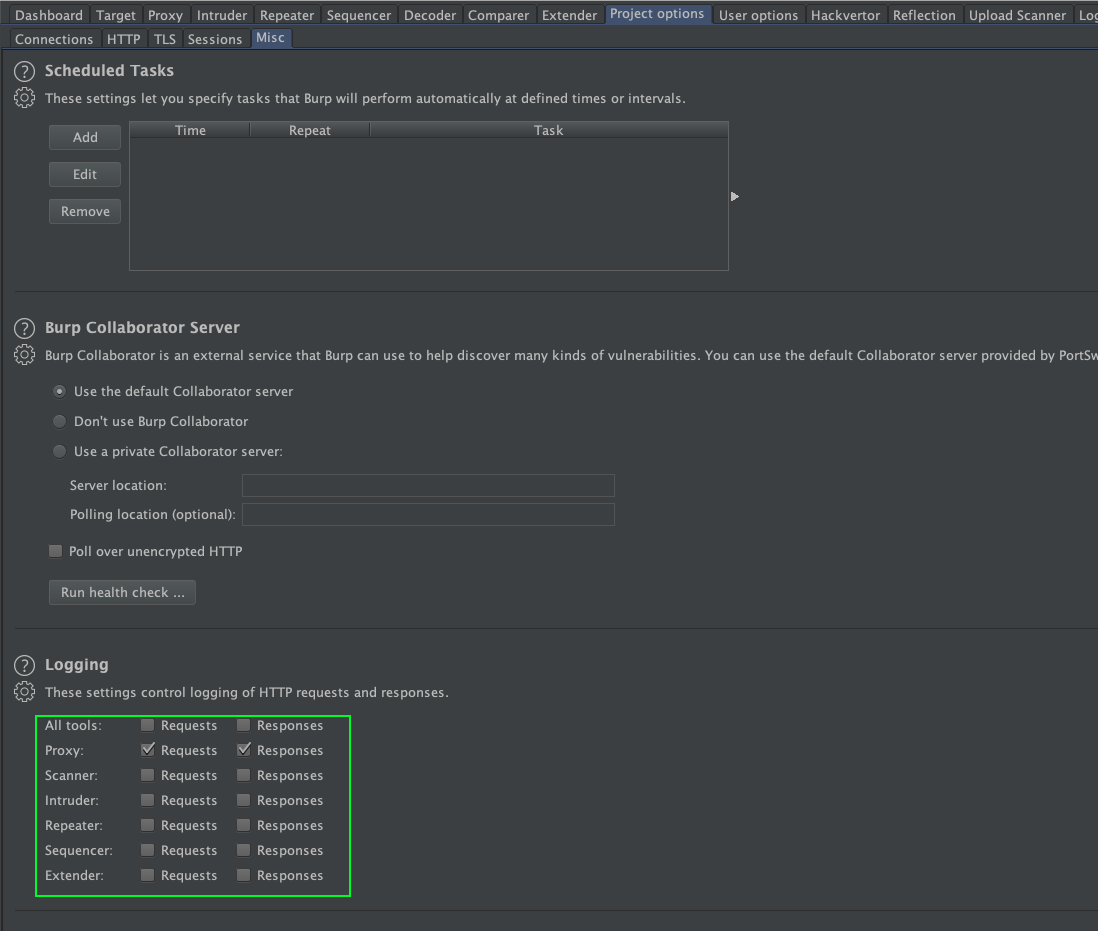 Dashboard Target Proxy Intruder Repeater Sequencer Decoder Comparer Extender Project options User options Hackvertor Reflection Upload Scanner Log
Connections HTTP TLS Sessions Misc
? Scheduled Tasks
These settings let you specify tasks that Burp will perform automatically at defined times or intervals.
Time Repeat Task
Add
Edit
Remove
? Burp Collaborator Server
Burp Collaborator is an external service that Burp can use to help discover many kinds of vulnerabilities. You can use the default Collaborator server provided by PortSw
Use the default Collaborator server
Don't use Burp Collaborator
Use a private Collaborator server:
Server location:
Polling location (optional):
Poll over unencrypted HTTP
Run health check ...
? Logging
These settings control logging of HTTP requests and responses.
All tools: Requests Responses
Proxy: Requests Responses
Scanner: Requests Responses
Intruder: Requests Responses
Repeater: Requests Responses
Sequencer: Requests Responses
Extender: Requests Responses